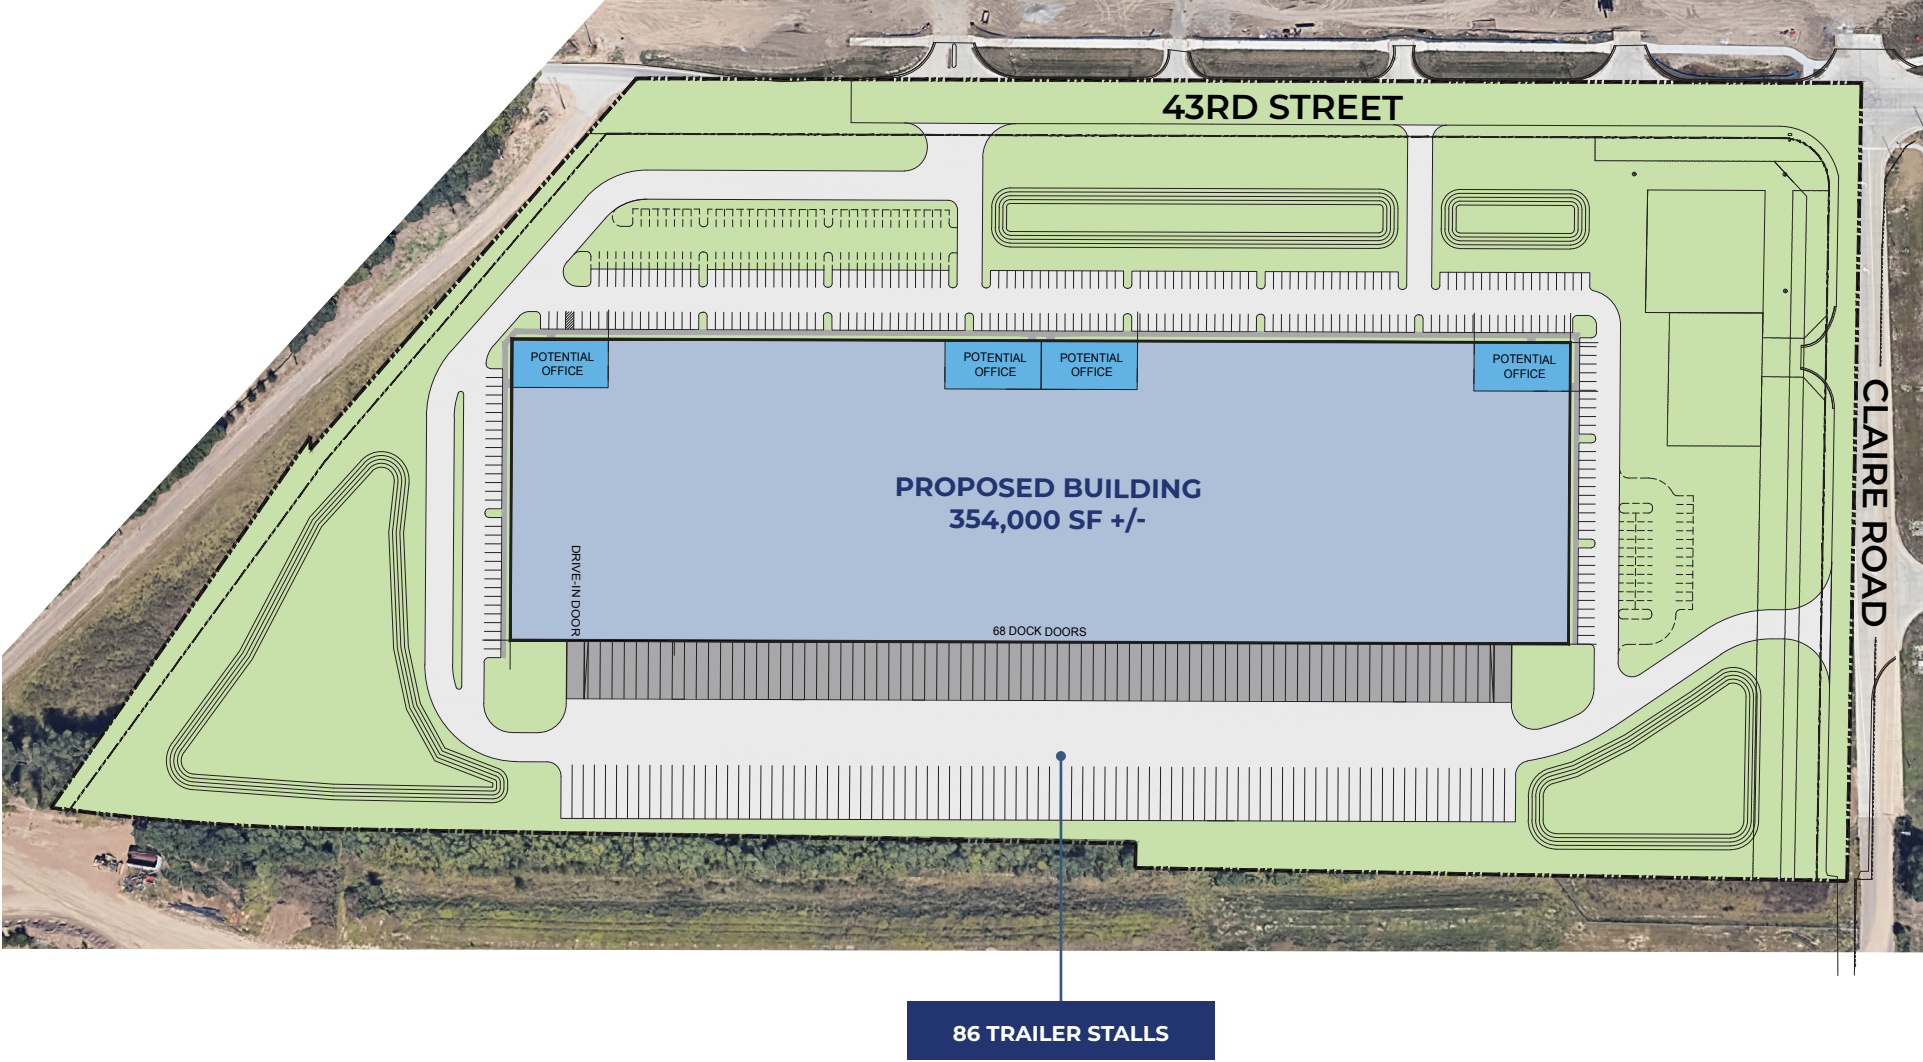 43RD STREET
POTENTIAL
OFFICE
POTENTIAL
OFFICE
POTENTIAL
OFFICE
POTENTIAL
OFFICE
CLAIRE ROAD
PROPOSED BUILDING
354,000 SF +/-
DRIVE-IN DOOR
68 DOCK DOORS
86 TRAILER STALLS